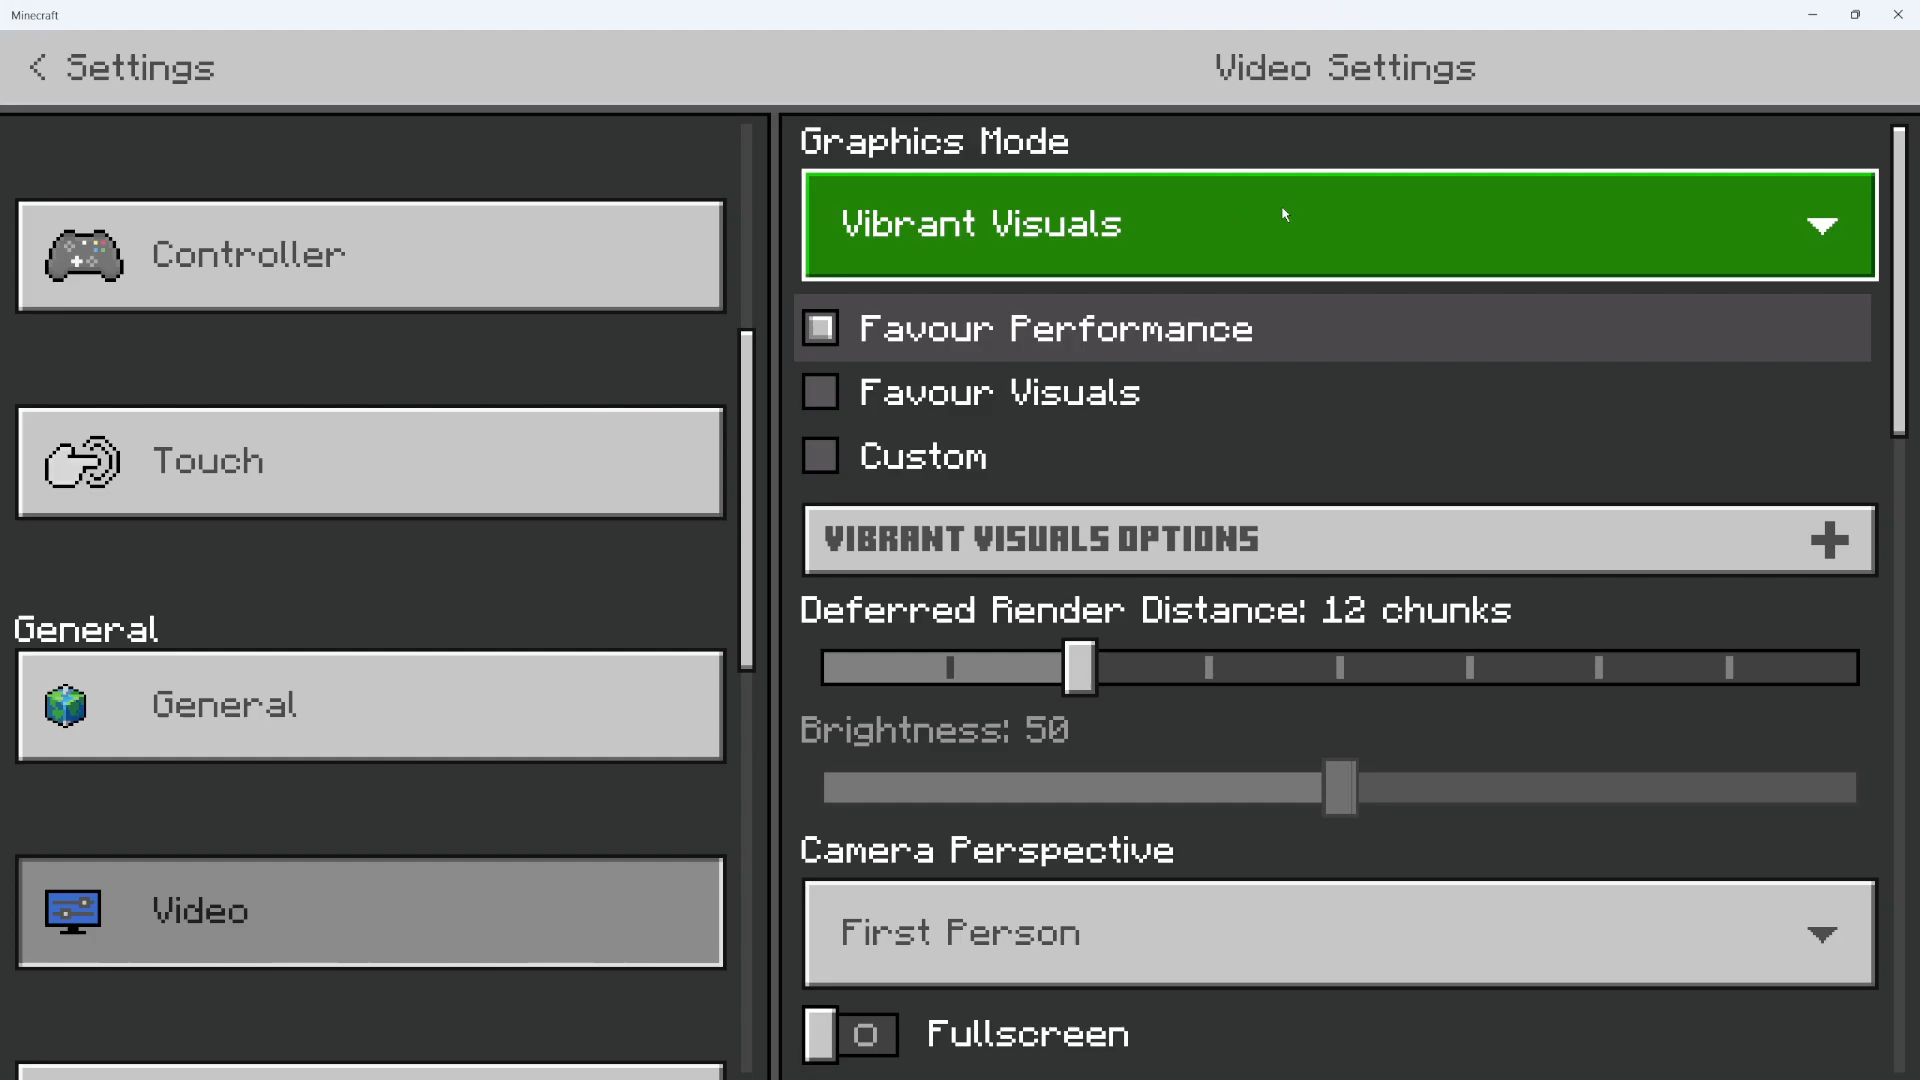 Minecraft
Settings
Video Settings
Controller
Touch
General
General
Video
Graphics Mode
Vibrant Visuals
Favour Performance
Favour Visuals
Custom
VIBRANT VISUALS OPTIONS
Deferred Render Distance: 12 chunks
Brightness: 50
Camera Perspective
First Person
Fullscreen